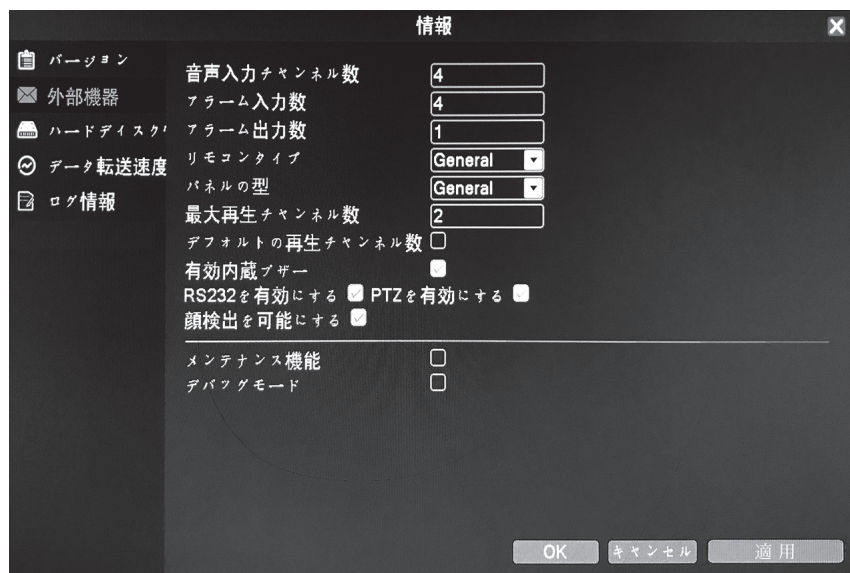 情報
バージョン
外部機器
ハードディスク
データ転送速度
ログ情報
音声入力チャンネル数 4
アラーム入力数 4
アラーム出力数 1
リモコンタイプ General
パネルの型 General
最大再生チャンネル数 2
デフォルトの再生チャンネル数
有効内蔵ブザー
RS232を有効にする PTZを有効にする
顔検出を可能にする
メンテナンス機能
デバッグモード
OK キャンセル 適用